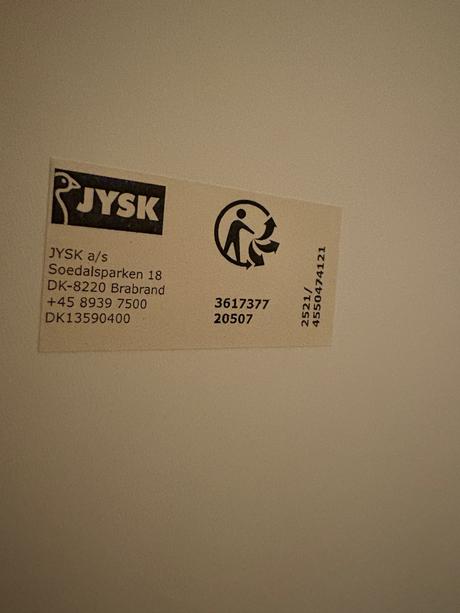 JYSK
JYSK a/s
Soedalsparken 18
DK-8220 Brabrand
+45 8939 7500
DK13590400
3617377
20507
2521/
4550474121